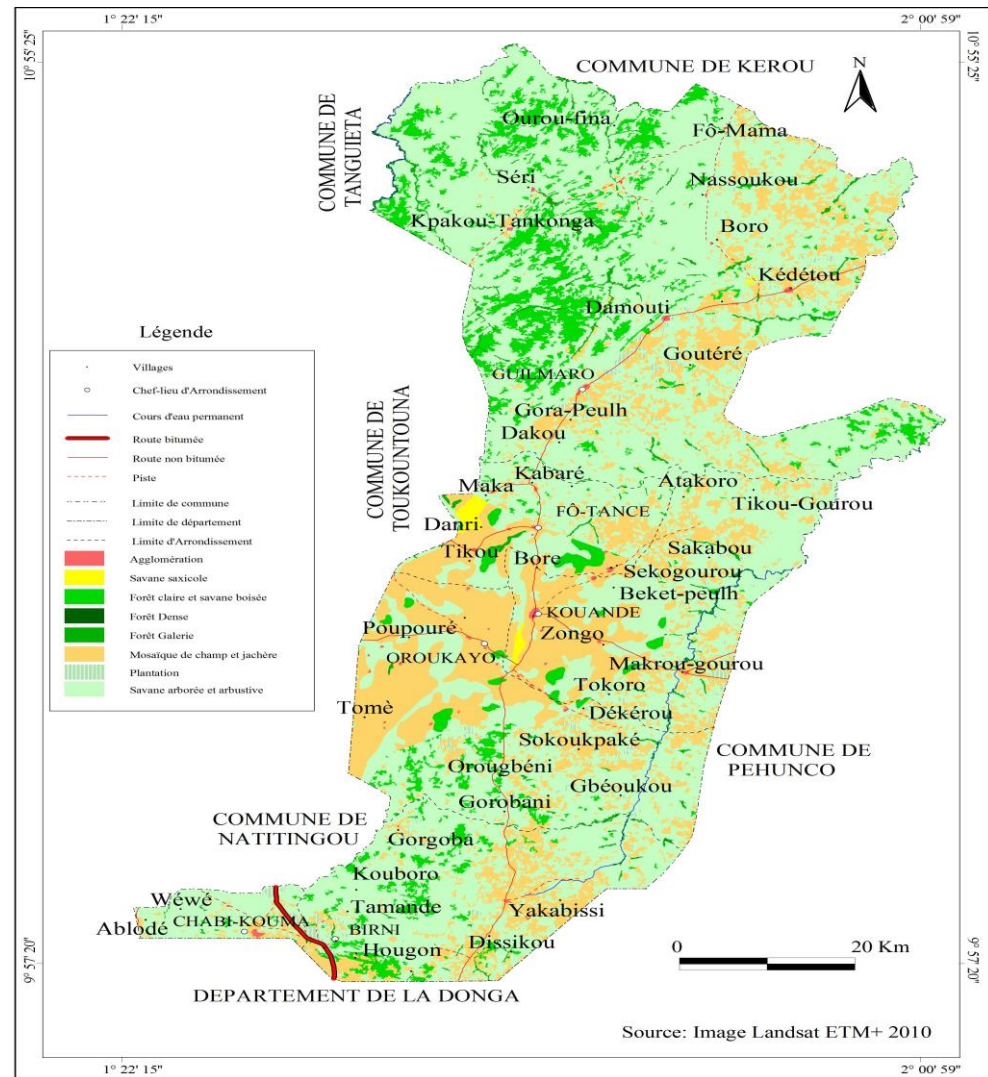 1° 22' 15"
2° 00' 59"
10° 55' 25"
10° 55' 25"
COMMUNE DE KEROU
N
COMMUNE DE
TANGUIETA
Ourou-fina
Fô-Mama
Séri
Nassoukou
Kpakou-Tankonga
Boro
Kédétou
Damouti
Goutéré
GUILMARO
Gora-Peulh
Dakou
COMMUNE DE
TOUKOUNTOUNA
Kabaré
Maka
Atakoro
Tikou-Gourou
FÔ-TANCE
Danri
Tikou
Bore
Sakabou
Sekogourou
Beket-peulh
KOUANDE
Poupouré
Zongo
OROUKAYO
Makrou-gourou
Tokoro
Tomè
Dékérou
Sokoukpaké
COMMUNE DE
PEHUNCO
Orougbéni
Gbéoukou
Gorobani
COMMUNE DE
NATITINGOU
Gorgoba
Kouboro
Wéwé
Tamande
Yakabissi
CHABI-KOUMA
Ablodé
BIRNI
Hougon
Dissikou
DEPARTEMENT DE LA DONGA
Légende
Villages
Chef-lieu d'Arrondissement
Cours d'eau permanent
Route bitumée
Route non bitumée
Piste
Limite de commune
Limite de département
Limite d'Arrondissement
Agglomération
Savane saxicole
Forêt claire et savane boisée
Forêt Dense
Forêt Galerie
Mosaïque de champ et jachère
Plantation
Savane arborée et arbustive
0 20 Km
9° 57' 20"
9° 57' 20"
Source: Image Landsat ETM+ 2010
1° 22' 15"
2° 00' 59"